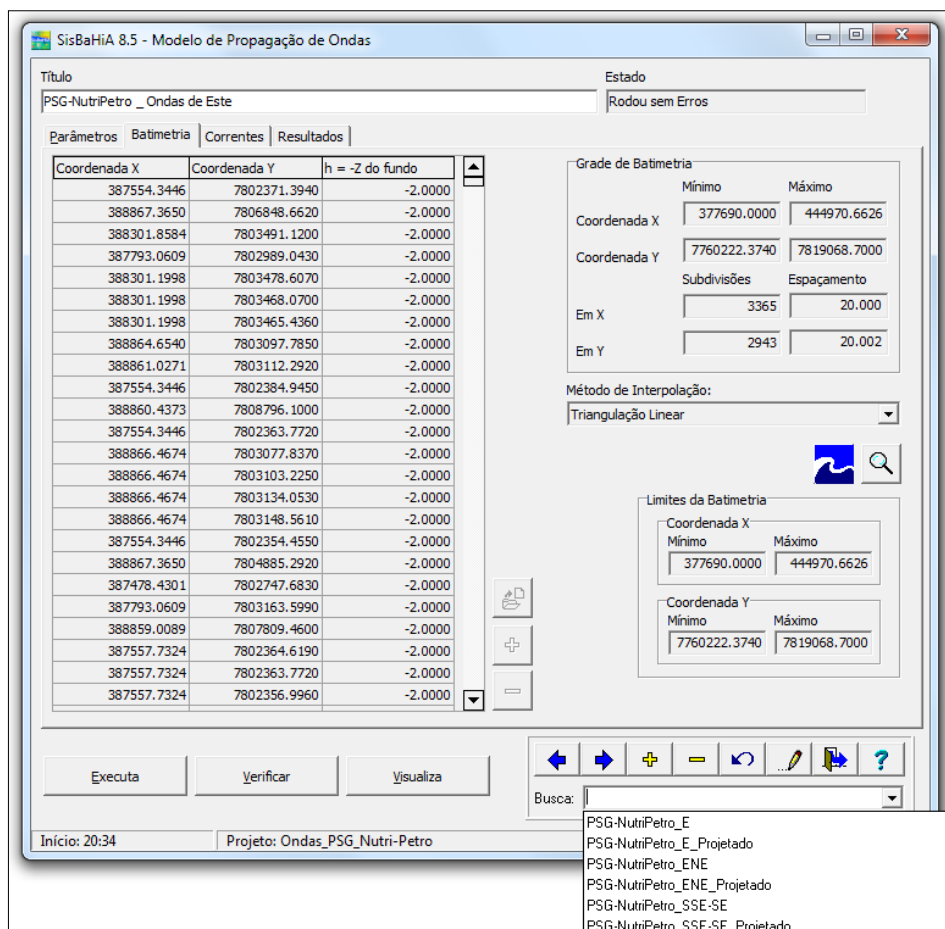 SisBaHiA 8.5 - Modelo de Propagação de Ondas
Título
Estado
PSG-NutriPetro _ Ondas de Este
Rodou sem Erros
Parâmetros Batimetria Correntes Resultados
Coordenada X Coordenada Y h = -Z do fundo
387554.3446 7802371.3940 -2.0000
388867.3650 7806848.6620 -2.0000
388301.8584 7803491.1200 -2.0000
387793.0609 7802989.0430 -2.0000
388301.1998 7803478.6070 -2.0000
388301.1998 7803468.0700 -2.0000
388301.1998 7803465.4360 -2.0000
388864.6540 7803097.7850 -2.0000
388861.0271 7803112.2920 -2.0000
387554.3446 7802384.9450 -2.0000
388860.4373 7808796.1000 -2.0000
387554.3446 7802363.7720 -2.0000
388866.4674 7803077.8370 -2.0000
388866.4674 7803103.2250 -2.0000
388866.4674 7803134.0530 -2.0000
388866.4674 7803148.5610 -2.0000
387554.3446 7802354.4550 -2.0000
388867.3650 7804885.2920 -2.0000
387478.4301 7802747.6830 -2.0000
387793.0609 7803163.5990 -2.0000
388859.0089 7807809.4600 -2.0000
387557.7324 7802364.6190 -2.0000
387557.7324 7802363.7720 -2.0000
387557.7324 7802356.9960 -2.0000
Grade de Batimetria
Mínimo Máximo
Coordenada X 377690.0000 444970.6626
Coordenada Y 7760222.3740 7819068.7000
Subdivisões Espaçamento
Em X 3365 20.000
Em Y 2943 20.002
Método de Interpolação:
Triangulação Linear
Limites da Batimetria
Coordenada X
Mínimo Máximo
377690.0000 444970.6626
Coordenada Y
Mínimo Máximo
7760222.3740 7819068.7000
Executa Verificar Visualiza
Busca:
Início: 20:34 Projeto: Ondas_PSG_Nutri-Petro
PSG-NutriPetro_E
PSG-NutriPetro_E_Projetado
PSG-NutriPetro_ENE
PSG-NutriPetro_ENE_Projetado
PSG-NutriPetro_SSE-SE
PSG-NutriPetro_SSE-SE_Projetado